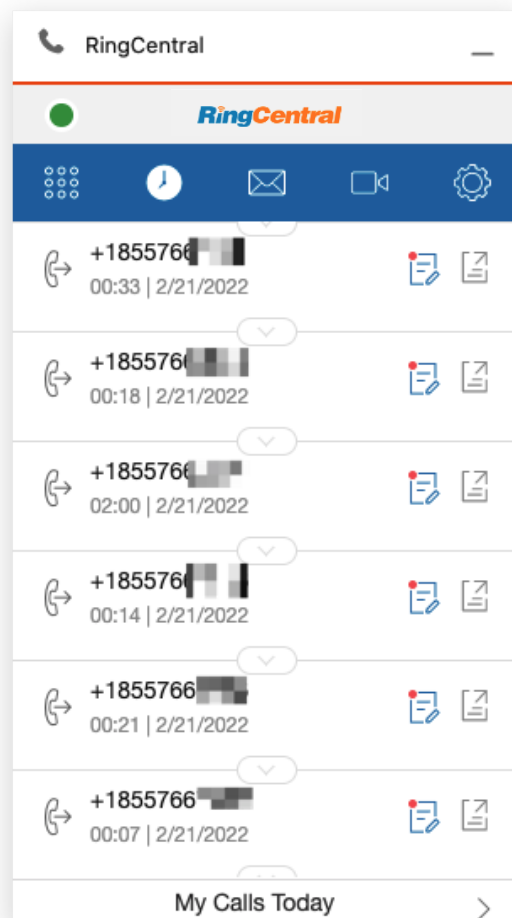 RingCentral
RingCentral
+1855766
00:33 | 2/21/2022
+1855766
00:18 | 2/21/2022
+1855766
02:00 | 2/21/2022
+1855766
00:14 | 2/21/2022
+1855766
00:21 | 2/21/2022
+1855766
00:07 | 2/21/2022
My Calls Today